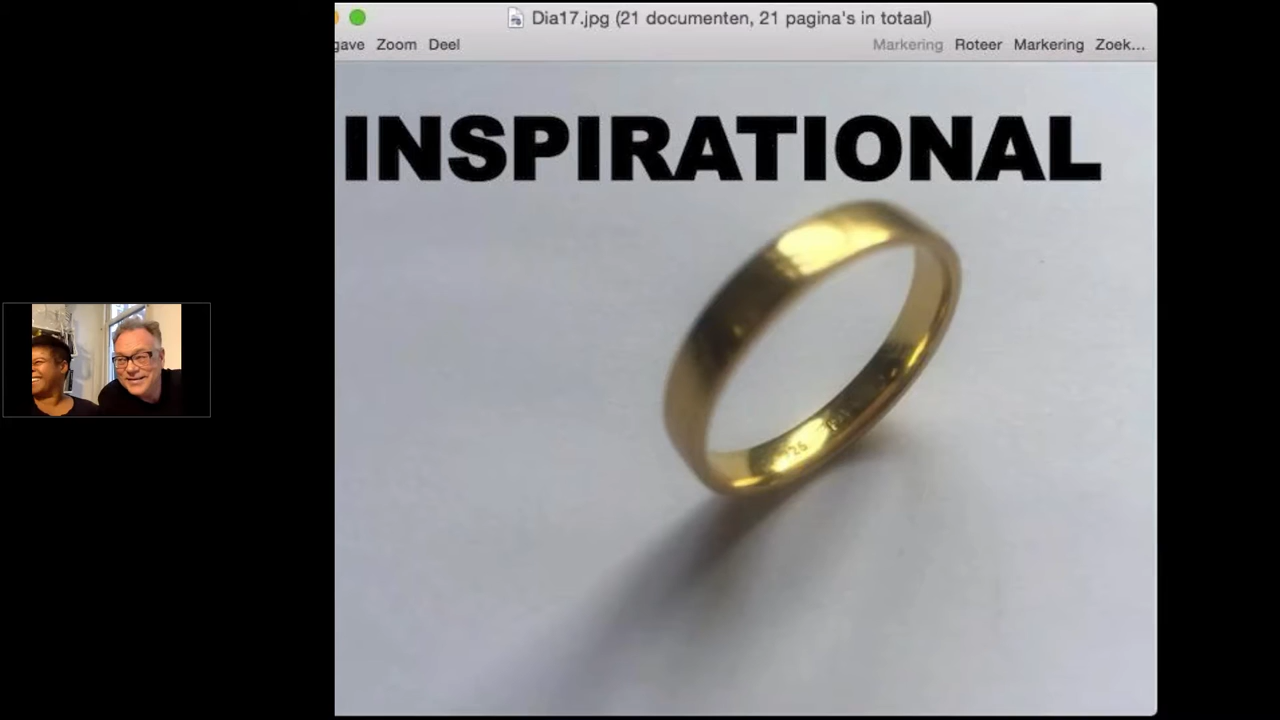 Dia17.jpg (21 documenten, 21 pagina's in totaal)
gave Zoom Deel Markering Roteer Markering Zoek...
INSPIRATIONAL